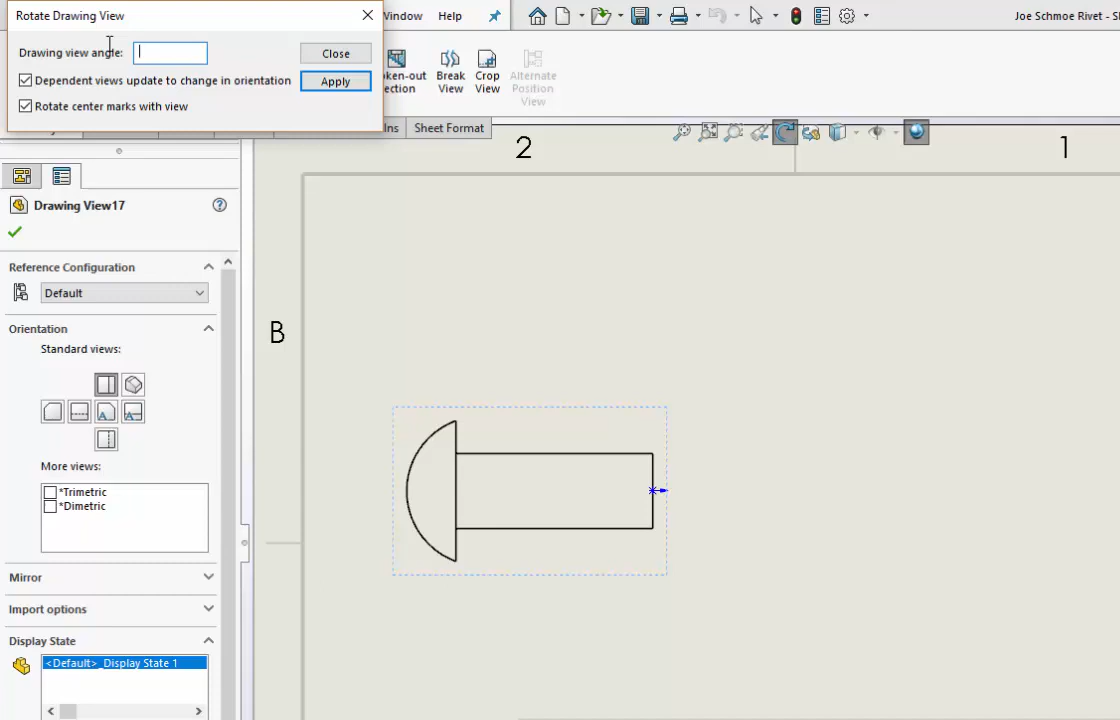 Rotate Drawing View
Window Help
Joe Schmoe Rivet - S
Drawing view angle:
Close
Dependent views update to change in orientation
Apply
Rotate center marks with view
ken-out
ection
Break
View
Crop
View
Alternate
Position
View
Ins
Sheet Format
2
1
Drawing View17
Reference Configuration
Default
Orientation
Standard views:
B
A
A
More views:
*Trimetric
*Dimetric
Mirror
Import options
Display State
<Default>_Display State 1